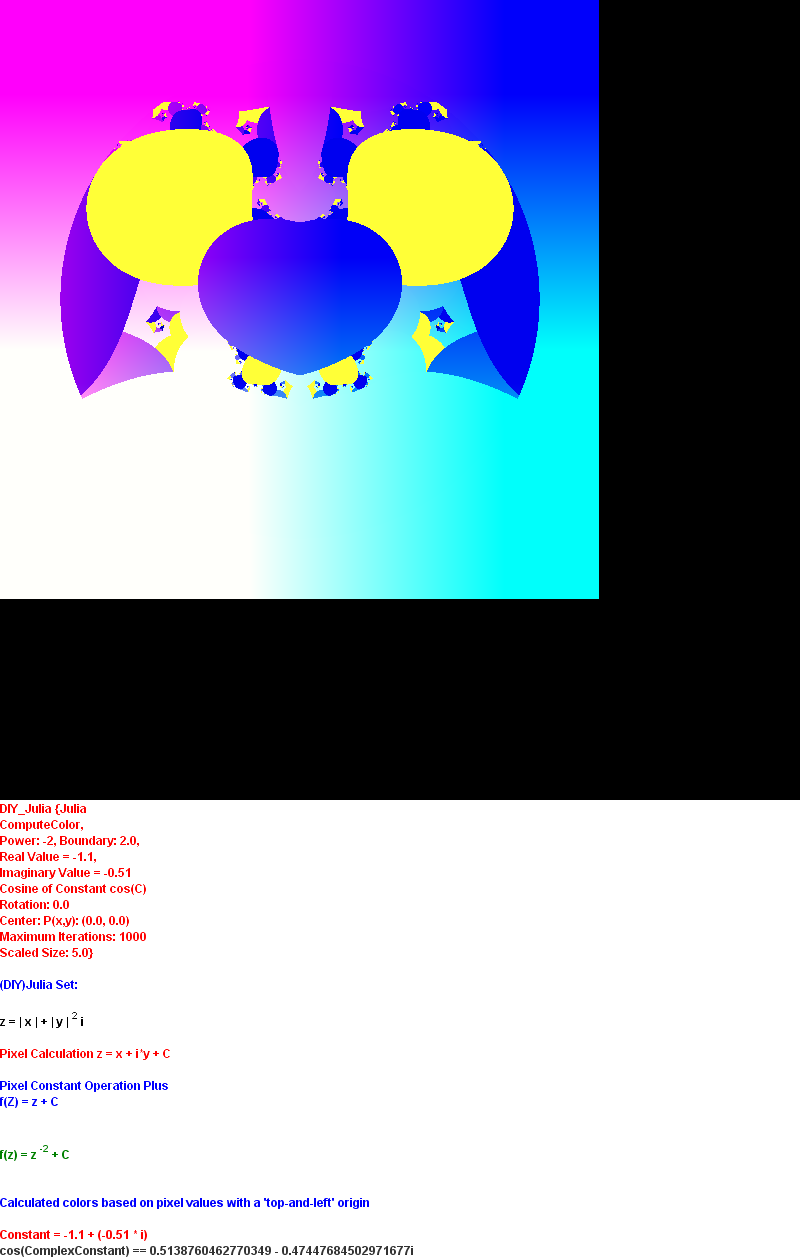 DIY_Julia {Julia
ComputeColor,
Power: -2, Boundary: 2.0,
Real Value = -1.1,
Imaginary Value = -0.51
Cosine of Constant cos(C)
Rotation: 0.0
Center: P(x,y): (0.0, 0.0)
Maximum Iterations: 1000
Scaled Size: 5.0}
(DIY)Julia Set:
z = | x | + | y | ² i
Pixel Calculation z = x + i*y + C
Pixel Constant Operation Plus
f(Z) = z + C
f(z) = z ⁻² + C
Calculated colors based on pixel values with a 'top-and-left' origin
Constant = -1.1 + (-0.51 * i)
cos(ComplexConstant) == 0.5138760462770349 - 0.47447684502971677i